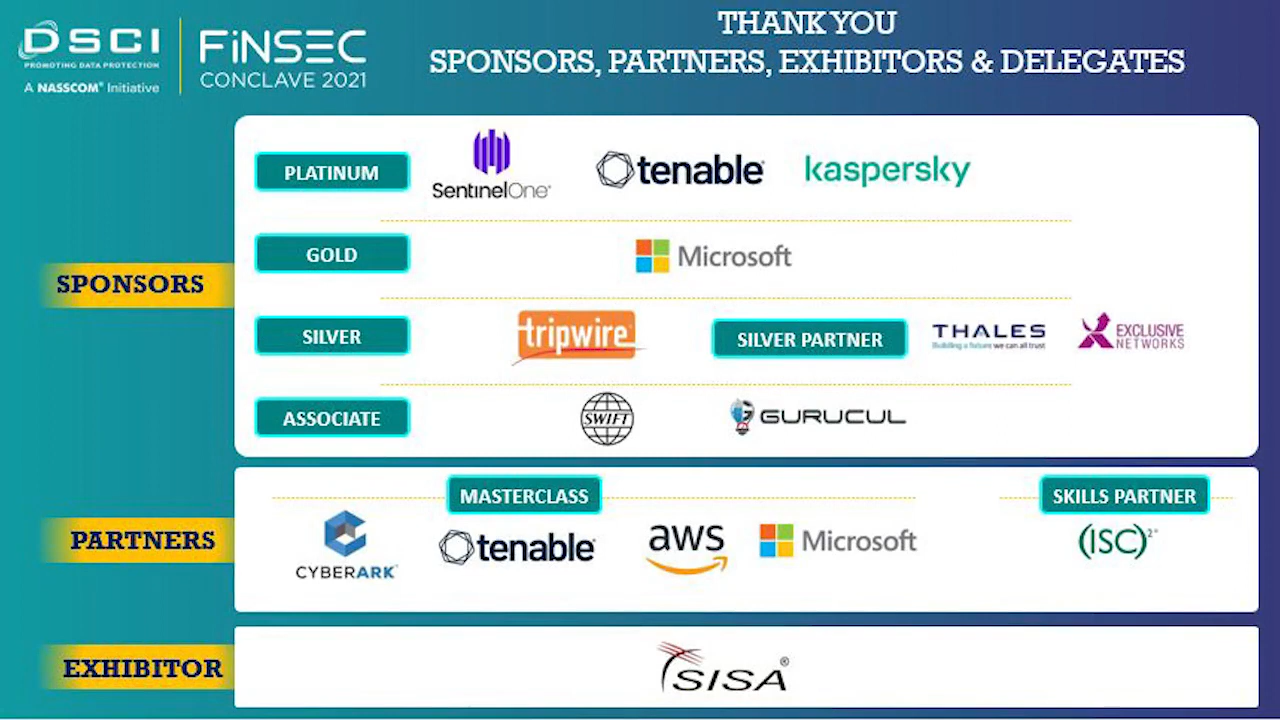 DSCI
PROMOTING DATA PROTECTION
A NASSCOM® Initiative
FiNSEC
CONCLAVE 2021
THANK YOU
SPONSORS, PARTNERS, EXHIBITORS & DELEGATES
SPONSORS
PLATINUM
SentinelOne
tenable
kaspersky
GOLD
Microsoft
SILVER
tripwire
SILVER PARTNER
THALES
Building a future we can all trust
EXCLUSIVE
NETWORKS
ASSOCIATE
SWIFT
GURUCUL
PARTNERS
MASTERCLASS
SKILLS PARTNER
CYBERARK
tenable
aws
Microsoft
(ISC)²
EXHIBITOR
SISA®